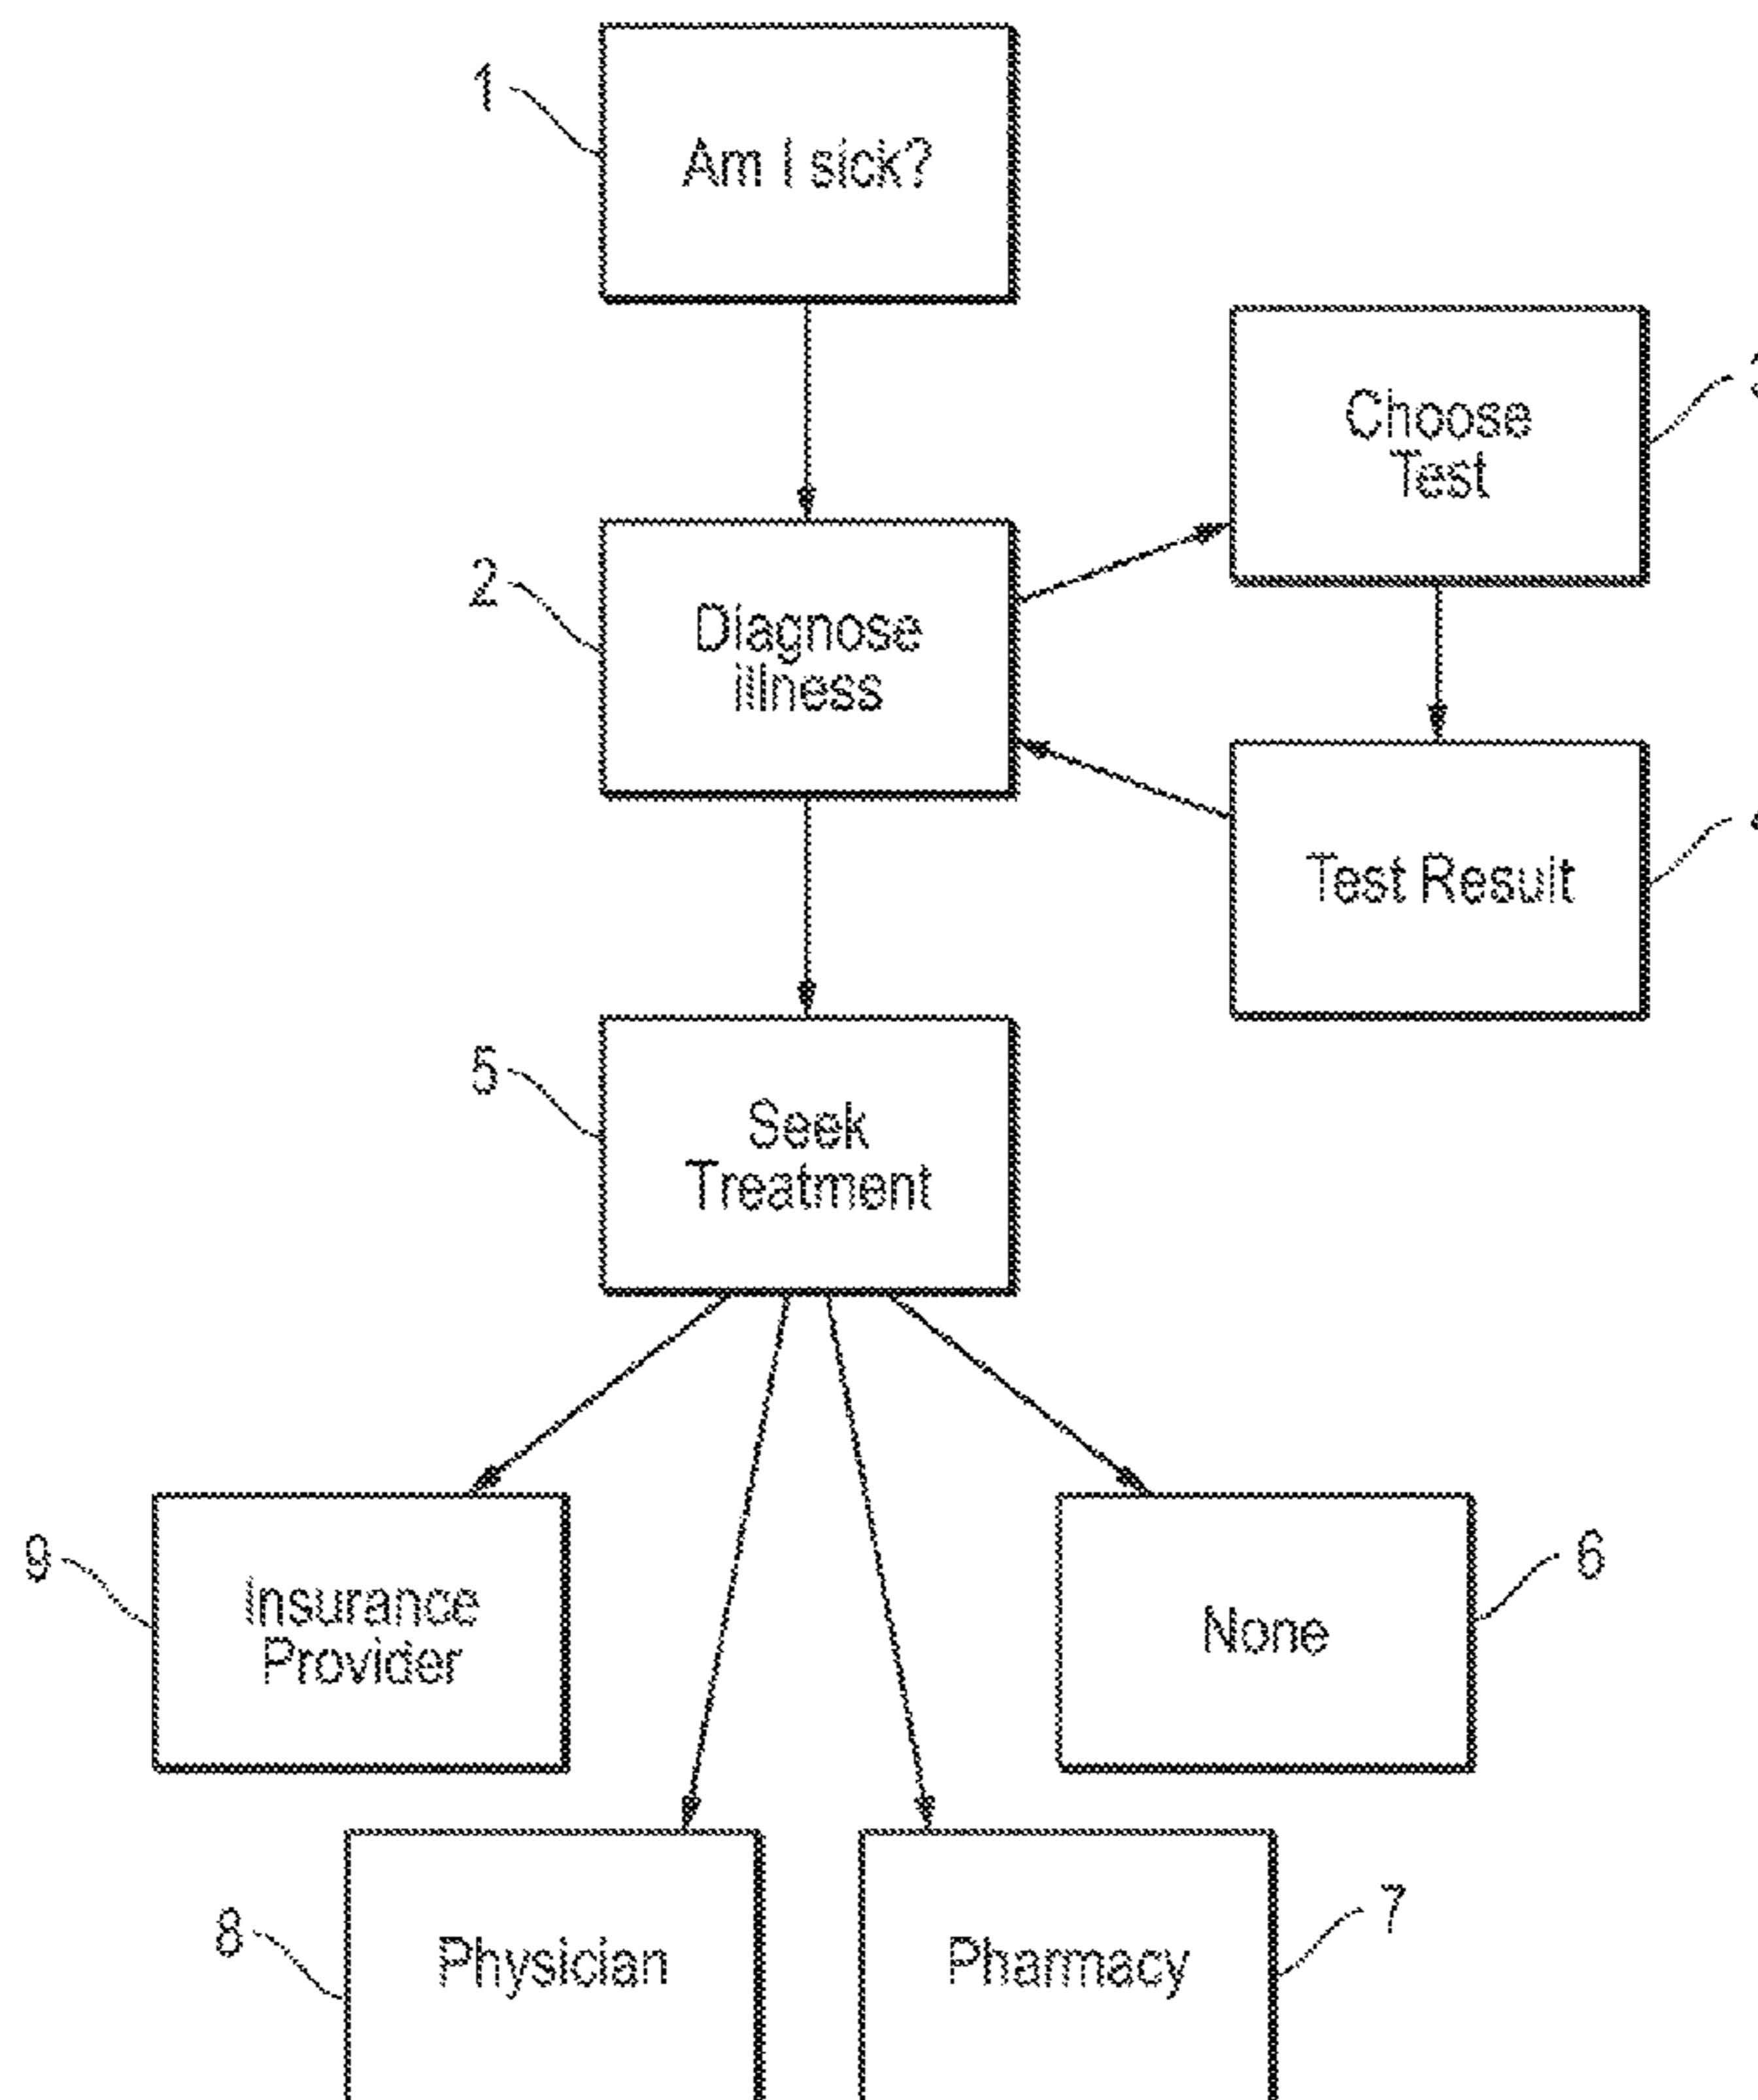 1
Am I sick?
Choose
Test
3
2
Diagnose
illness
Test Result
5
Seek
Treatment
9
Insurance
Provider
None
6
8
Physician
Pharmacy
7